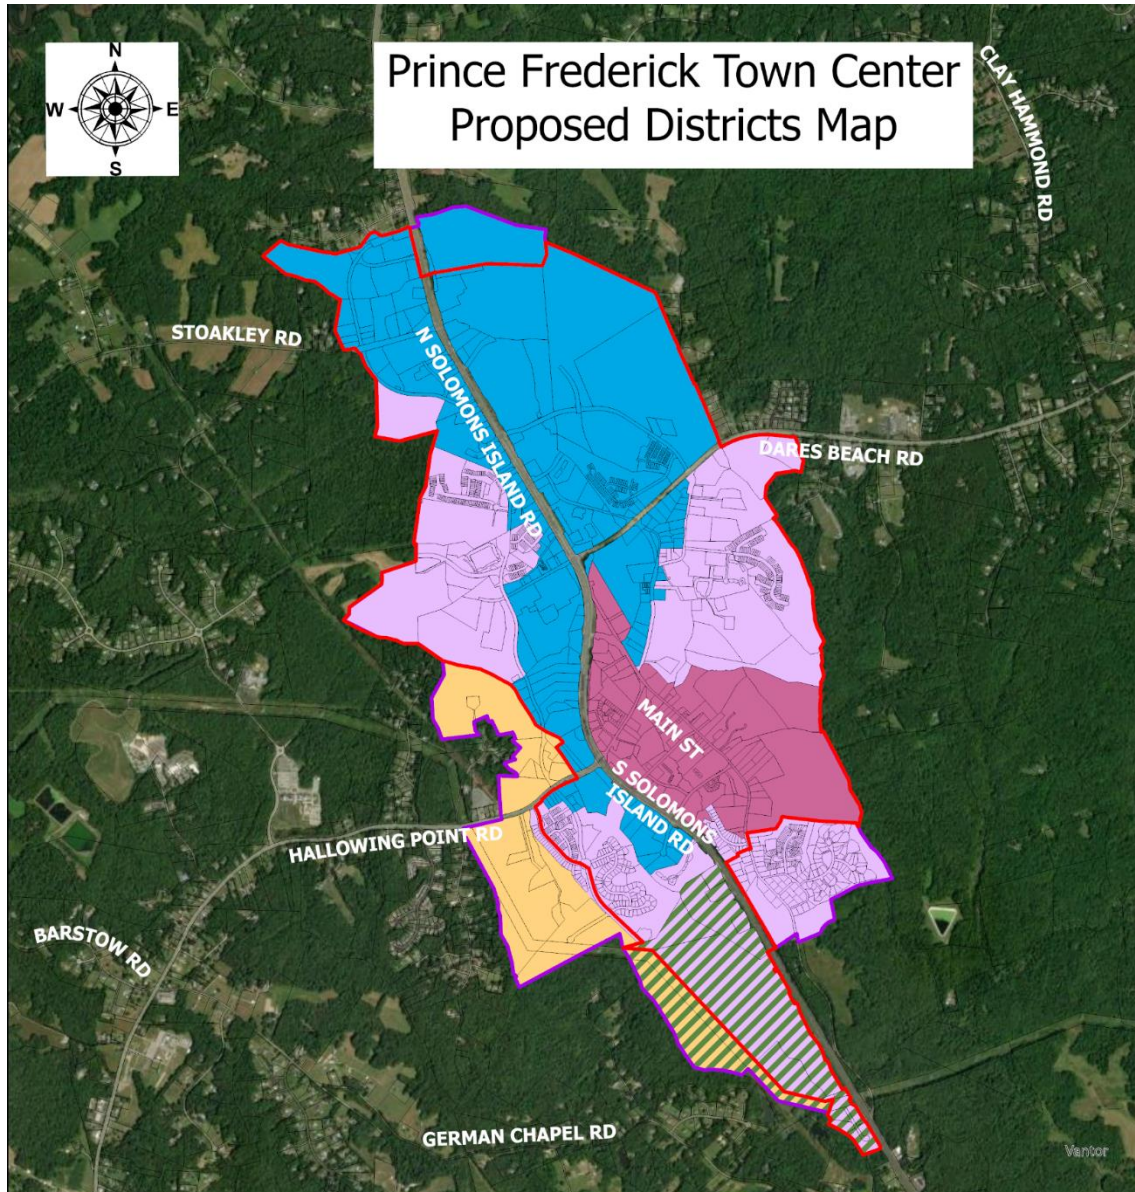 N
W
E
S
Prince Frederick Town Center
Proposed Districts Map
CLAY HAMMOND RD
STOAKLEY RD
N SOLOMONS ISLAND RD
DARES BEACH RD
MAIN ST
S SOLOMONS
ISLAND RD
HALLOWING POINT RD
BARSTOW RD
GERMAN CHAPEL RD
Vantor